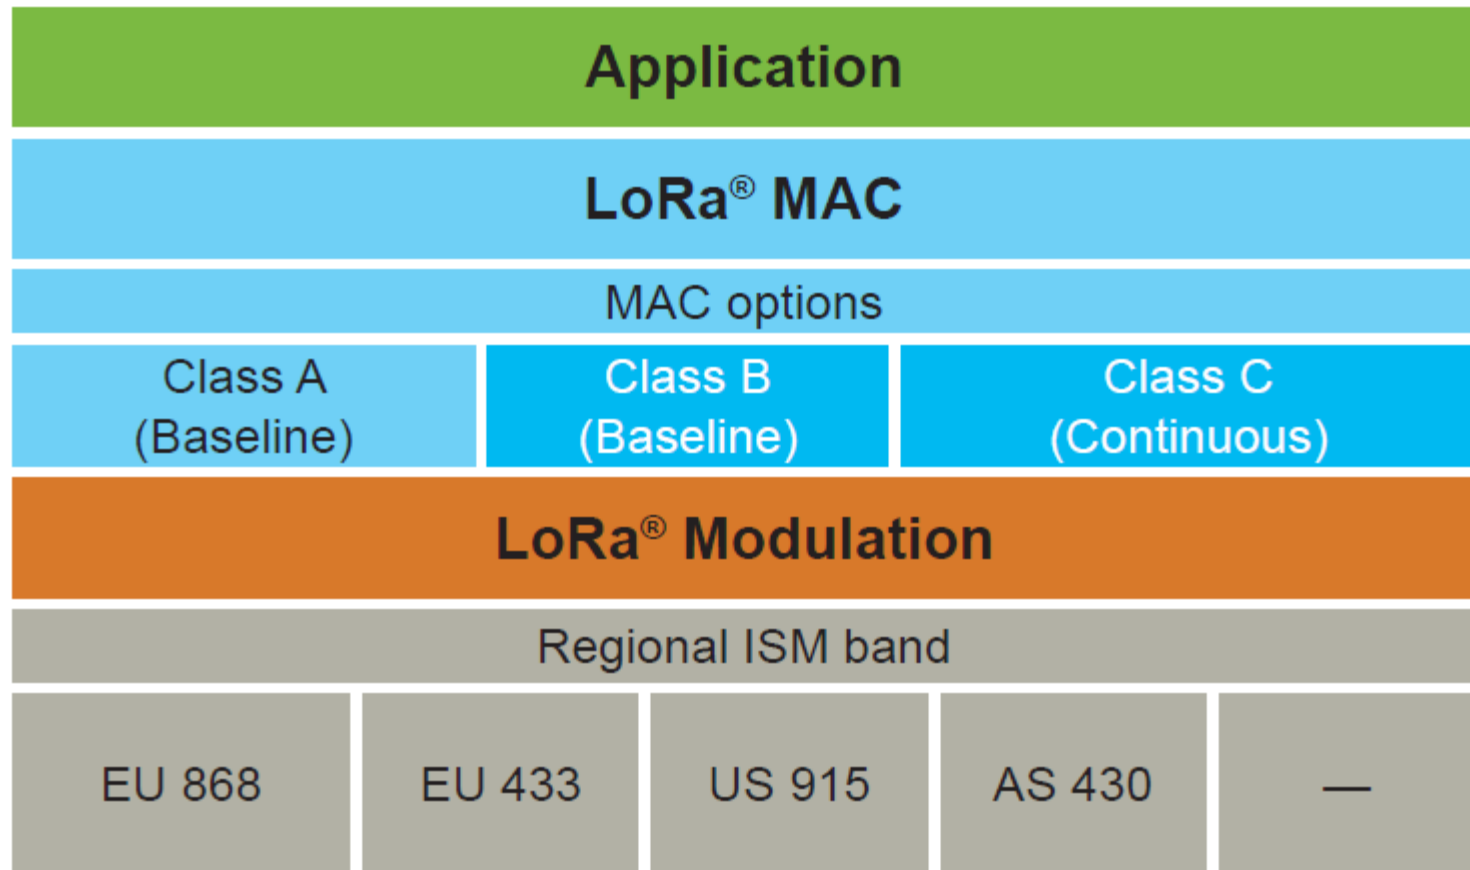 Application
LoRa® MAC
MAC options
Class A
(Baseline)
Class B
(Baseline)
Class C
(Continuous)
LoRa® Modulation
Regional ISM band
EU 868
EU 433
US 915
AS 430
—